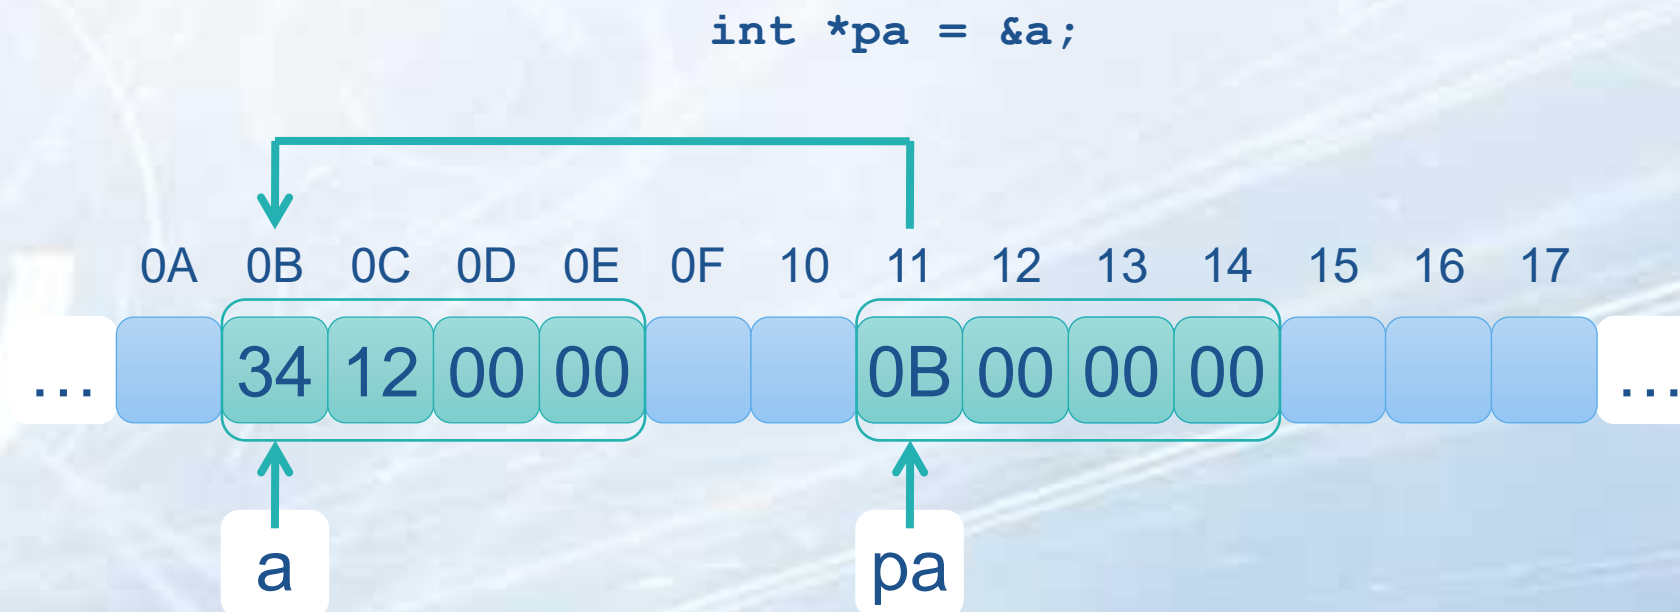 int *pa = &a;
0A 0B 0C 0D 0E 0F 10 11 12 13 14 15 16 17
... 34 12 00 00 0B 00 00 00 ...
a pa